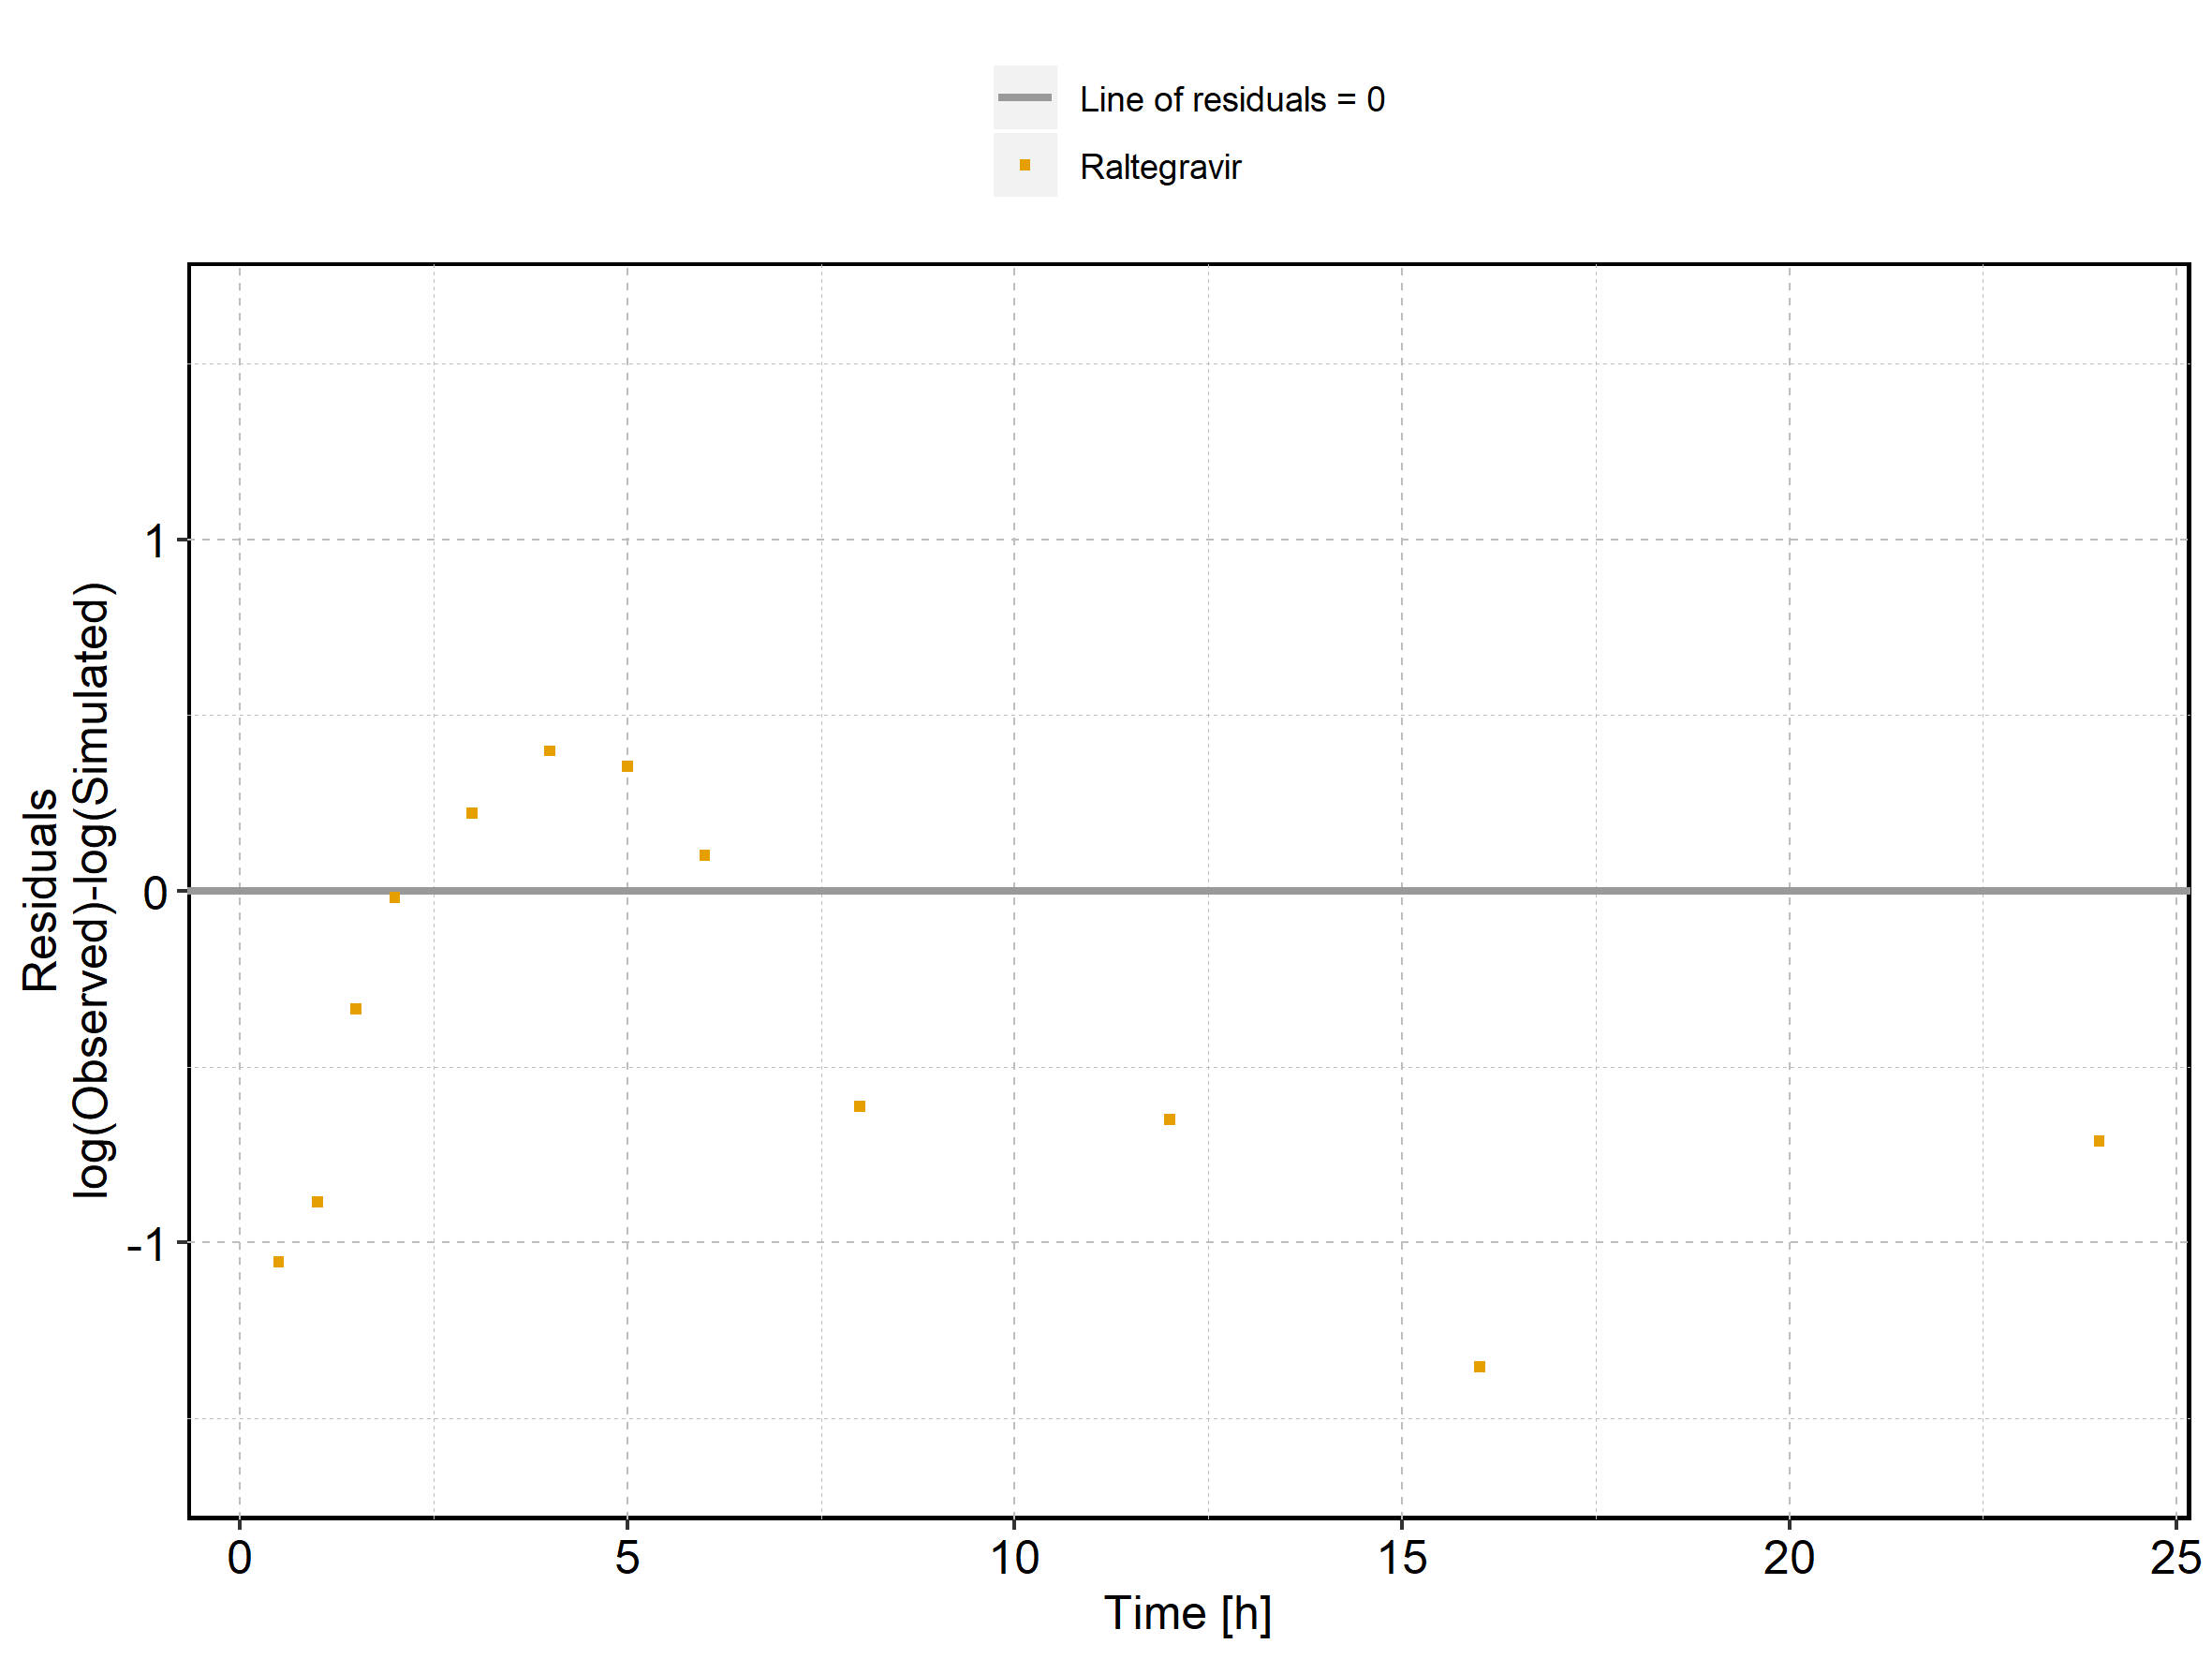 Line of residuals = 0
Raltegravir
Residuals
log(Observed)-log(Simulated)
1
0
-1
0 5 10 15 20 25
Time [h]